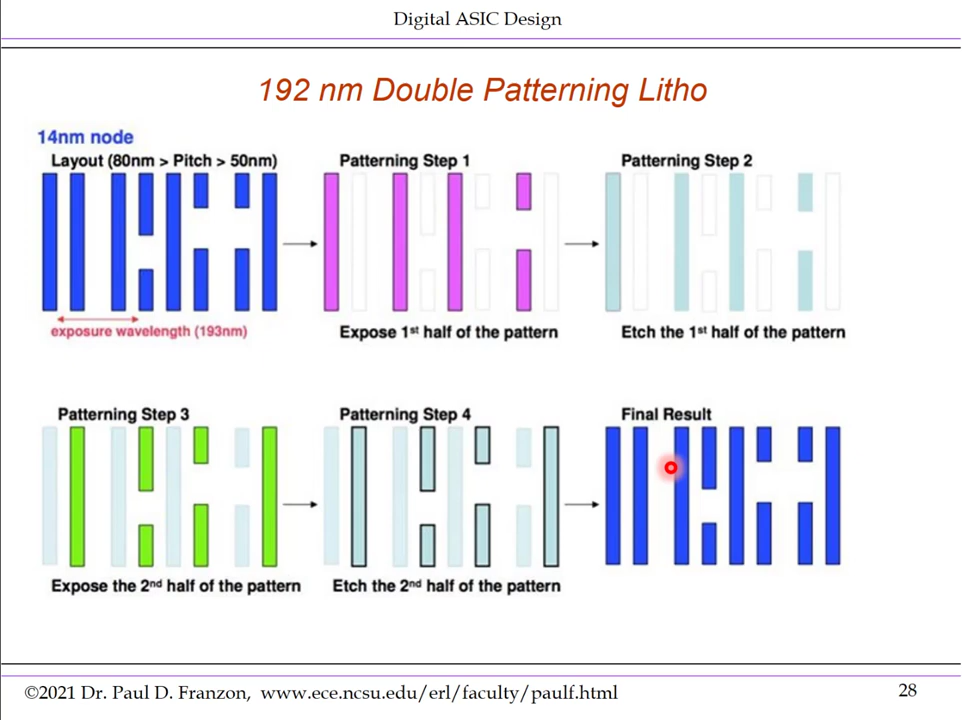 Digital ASIC Design
192 nm Double Patterning Litho
14nm node
Layout (80nm > Pitch > 50nm)
exposure wavelength (193nm)
Patterning Step 1
Expose 1st half of the pattern
Patterning Step 2
Etch the 1st half of the pattern
Patterning Step 3
Expose the 2nd half of the pattern
Patterning Step 4
Etch the 2nd half of the pattern
Final Result
©2021 Dr. Paul D. Franzon, www.ece.ncsu.edu/erl/faculty/paulf.html
28